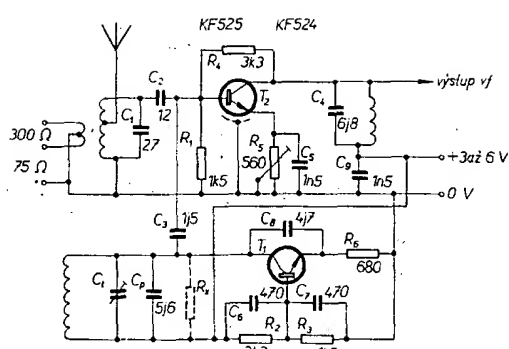 KF525 KF524
R4 3k3
C2
12
T2
výstup vf
C1
27
C4
6j8
300 Ω
75 Ω
R1
1k5
R5
560
C5
1n5
C9
1n5
+3až 6 V
0 V
C3
1j5
C8 4j7
T1
R6
680
Ct
Cp
5j6
Rx
470 C7 470
C6
R2 R3